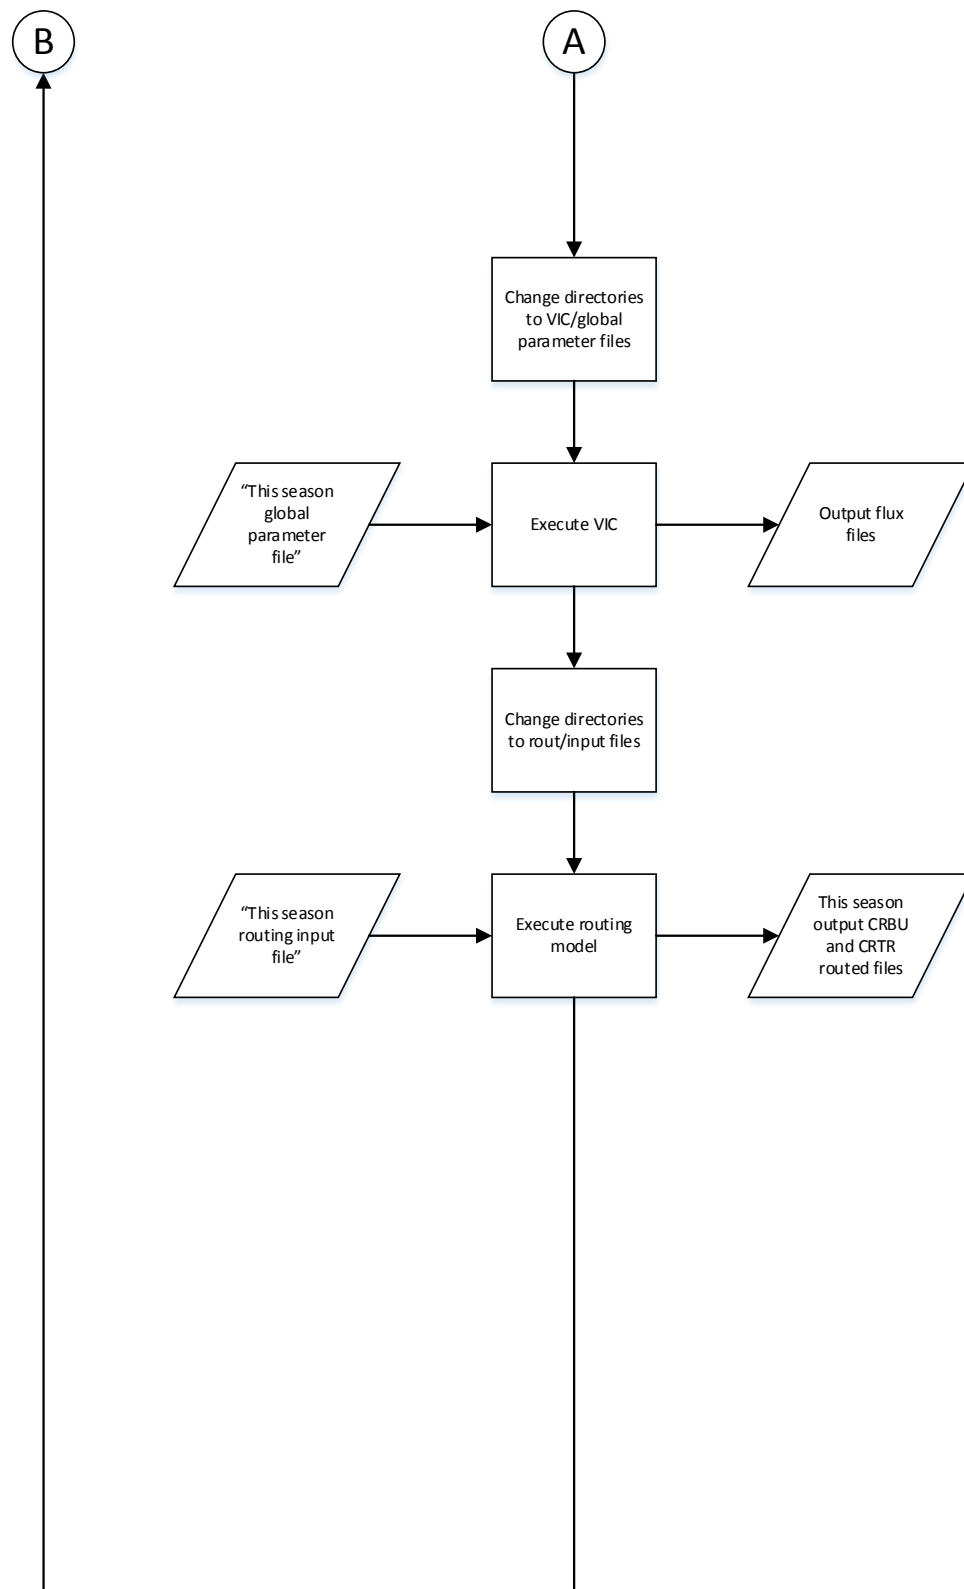 B
A
Change directories
to VIC/global
parameter files
“This season
global
parameter
file”
Execute VIC
Output flux
files
Change directories
to rout/input files
“This season
routing input
file”
Execute routing
model
This season
output CRBU
and CRTR
routed files